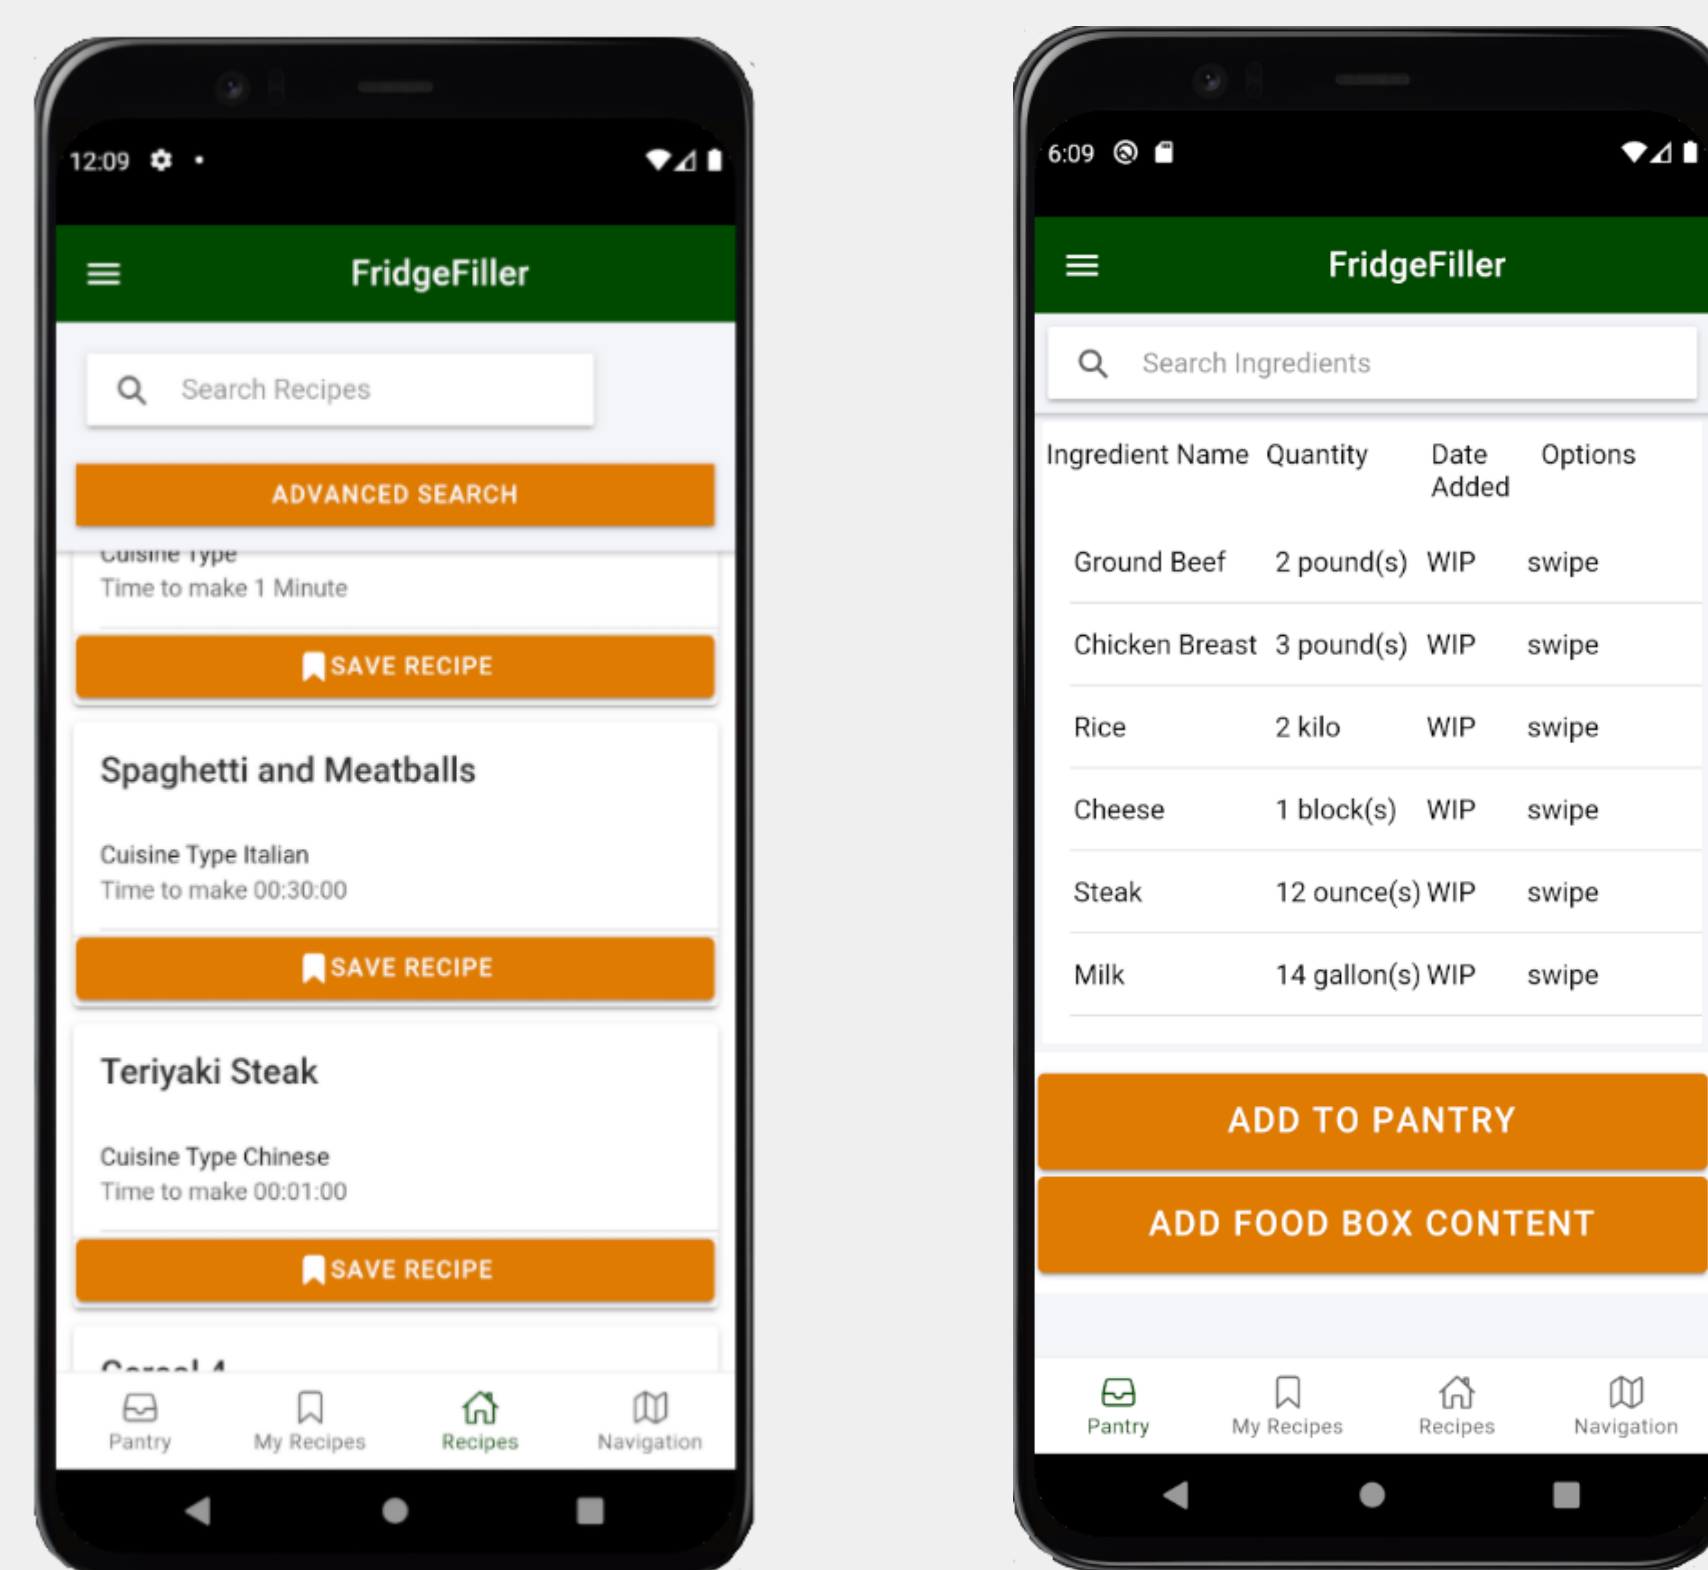 12:09
FridgeFiller
Search Recipes
ADVANCED SEARCH
Cuisine Type
Time to make 1 Minute
SAVE RECIPE
Spaghetti and Meatballs
Cuisine Type Italian
Time to make 00:30:00
SAVE RECIPE
Teriyaki Steak
Cuisine Type Chinese
Time to make 00:01:00
SAVE RECIPE
Cereal 4
Pantry My Recipes Recipes Navigation
6:09
FridgeFiller
Search Ingredients
Ingredient Name Quantity Date Added Options
Ground Beef 2 pound(s) WIP swipe
Chicken Breast 3 pound(s) WIP swipe
Rice 2 kilo WIP swipe
Cheese 1 block(s) WIP swipe
Steak 12 ounce(s) WIP swipe
Milk 14 gallon(s) WIP swipe
ADD TO PANTRY
ADD FOOD BOX CONTENT
Pantry My Recipes Recipes Navigation